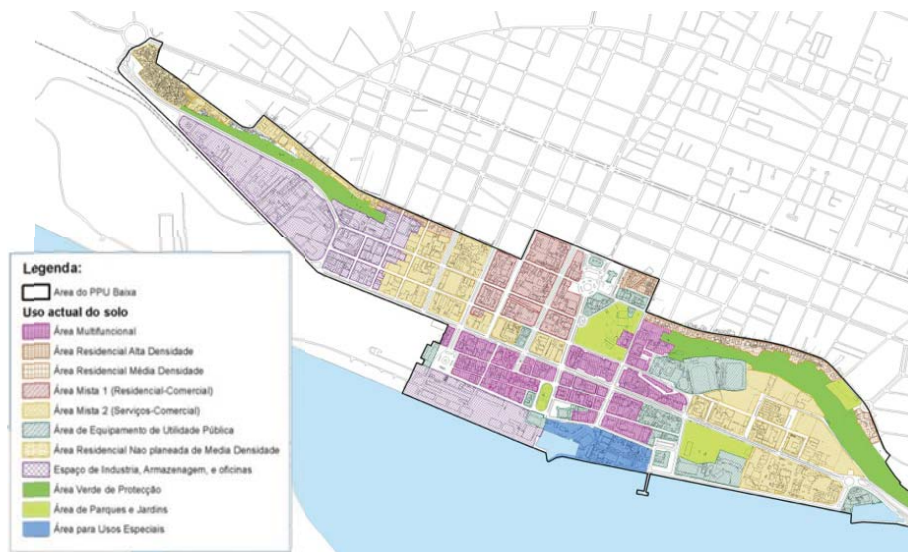 Legenda:
Area do PPU Baixa
Uso actual do solo
Área Multifuncional
Área Residencial Alta Densidade
Área Residencial Média Densidade
Área Mista 1 (Residencial-Comercial)
Área Mista 2 (Serviços-Comercial)
Área de Equipamento de Utilidade Pública
Área Residencial Nao planeada de Media Densidade
Espaço de Industria, Armazenagem, e oficinas
Área Verde de Protecção
Área de Parques e Jardins
Área para Usos Especiais